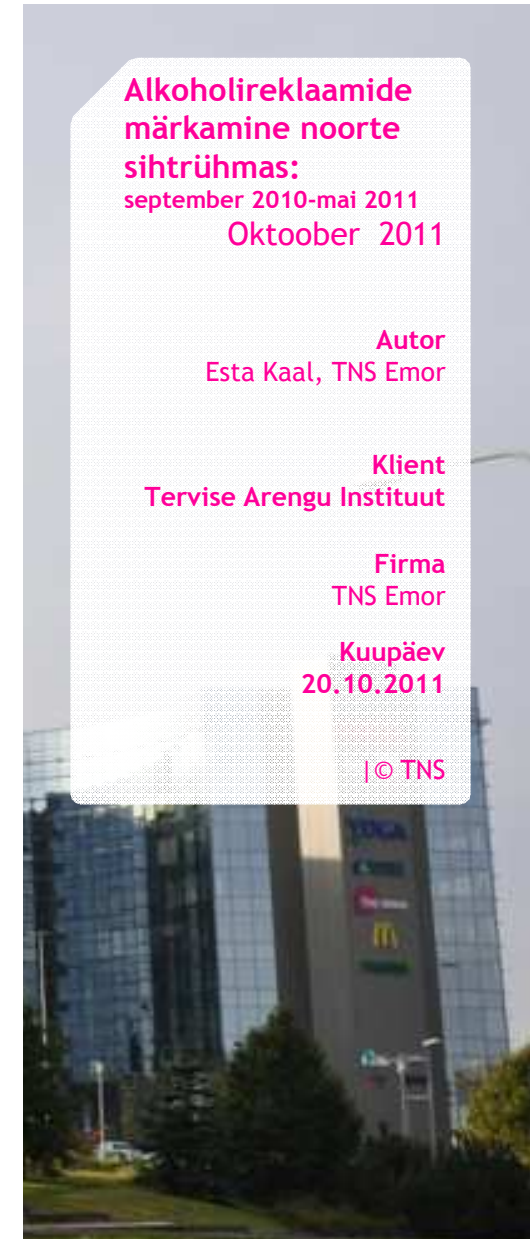 Alkoholireklaamide
märkamine noorte
sihtrühmas:
september 2010-mai 2011
Oktoober 2011
Autor
Esta Kaal, TNS Emor
Klient
Tervise Arengu Instituut
Firma
TNS Emor
Kuupäev
20.10.2011
|© TNS
YOGA